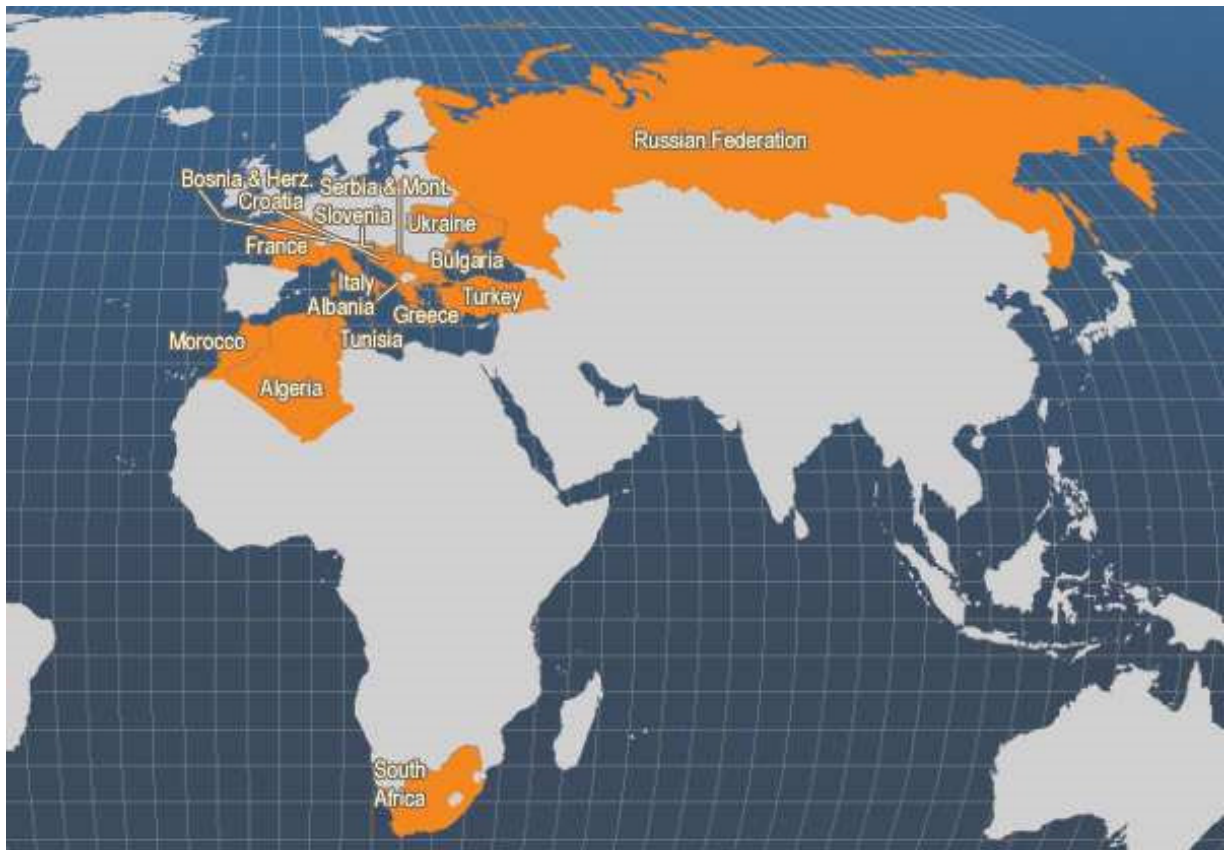 Russian Federation
Bosnia & Herz.
Serbia & Mont.
Croatia
Slovenia
Ukraine
France
Bulgaria
Italy
Albania
Turkey
Greece
Morocco
Tunisia
Algeria
South
Africa